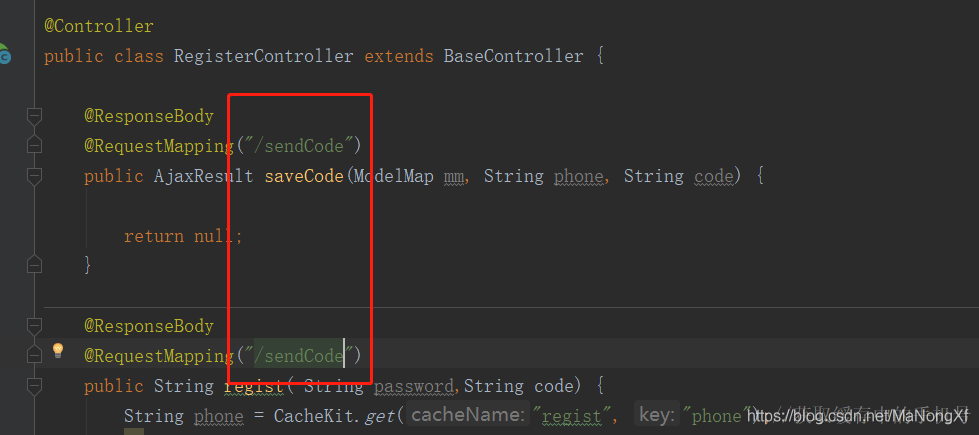 @Controller
public class RegisterController extends BaseController {
@ResponseBody
@RequestMapping("/sendCode")
public AjaxResult saveCode(ModelMap mm, String phone, String code) {
return null;
}
@ResponseBody
@RequestMapping("/sendCode")
public String regist( String password,String code) {
String phone = CacheKit.get( cacheName: "regist", key: "phone"
https://blog.csdn.net/MaNongXf